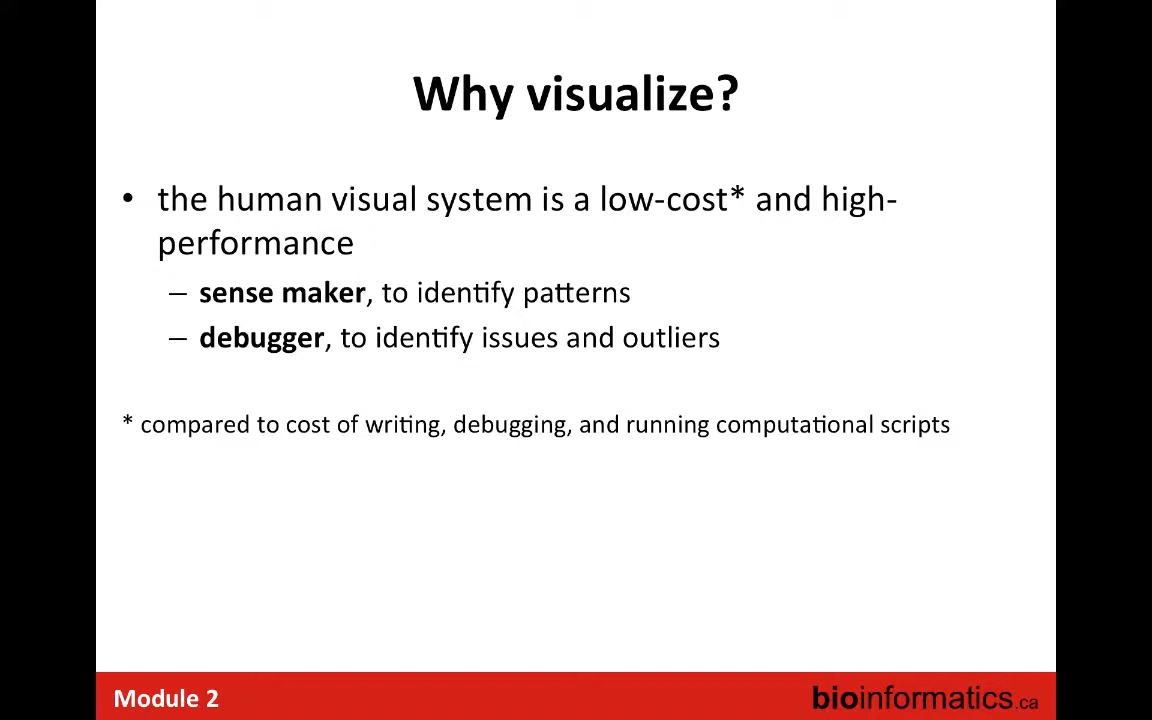 Why visualize?
• the human visual system is a low-cost* and high-
performance
– sense maker, to identify patterns
– debugger, to identify issues and outliers
* compared to cost of writing, debugging, and running computational scripts
Module 2
bioinformatics.ca